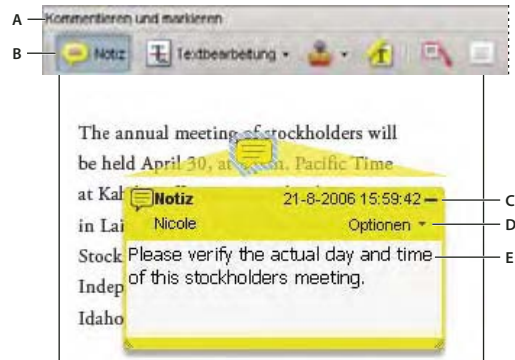 A
Kommentieren und markieren
B
Notiz Textbearbeitung
The annual meeting of stockholders will
be held April 30, at Pacific Time
at
Notiz 21-8-2006 15:59:42
C
in Lai
Nicole Optionen
D
Stock
Please verify the actual day and time
E
Indep
of this stockholders meeting.
Idaho